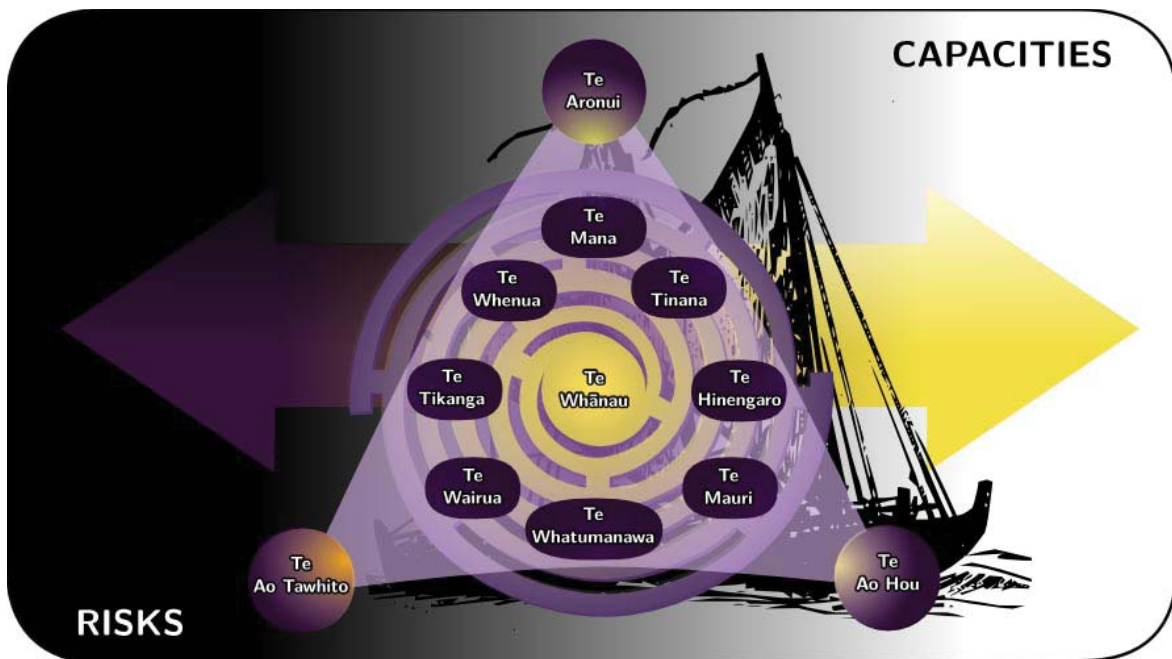 CAPACITIES
Te
Aronui
Te
Mana
Te
Whenua
Te
Tinana
Te
Tikanga
Te
Whānau
Te
Hinengaro
Te
Wairua
Te
Mauri
Te
Whatumanawa
Te
Ao Tawhito
Te
Ao Hou
RISKS